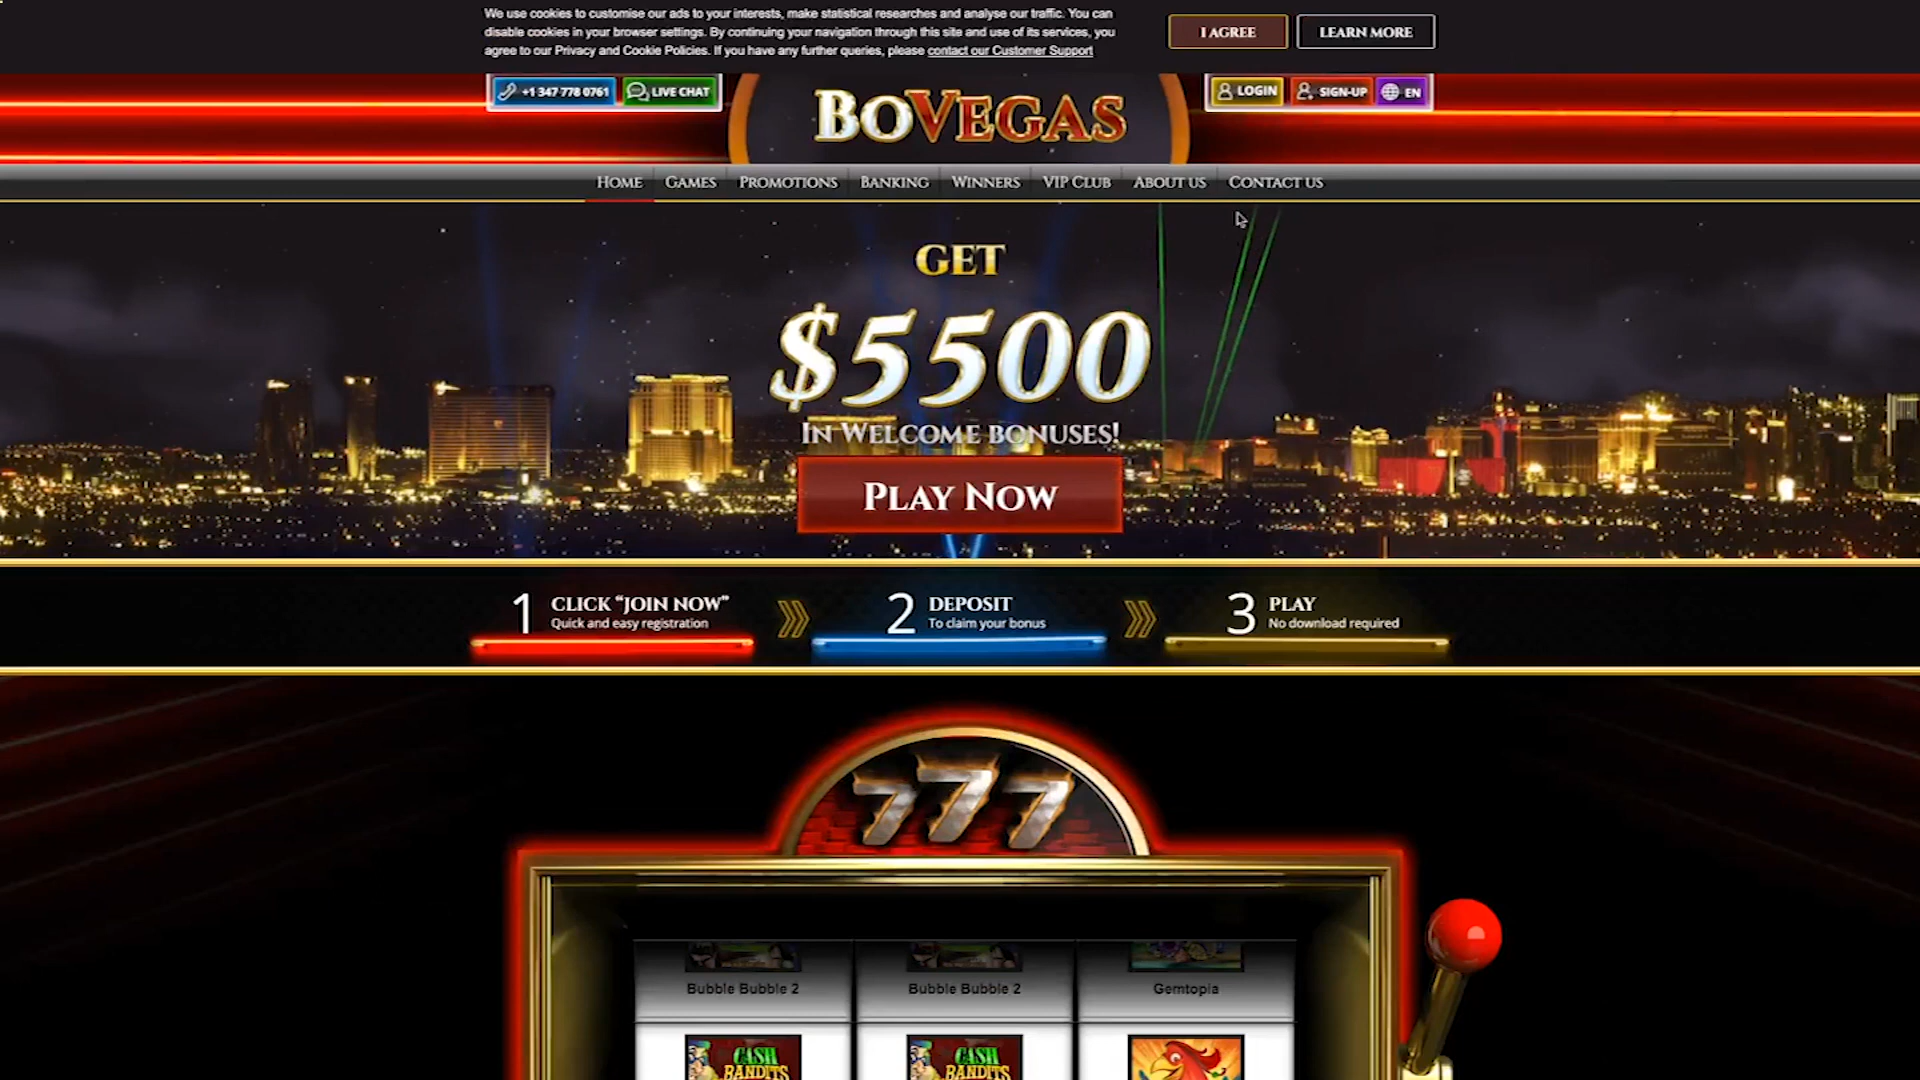 We use cookies to customise our ads to your interests, make statistical researches and analyse our traffic. You can
disable cookies in your browser settings. By continuing your navigation through this site and use of its services, you
agree to our Privacy and Cookie Policies. If you have any further queries, please contact our Customer Support
I AGREE
LEARN MORE
+1 347 778 0761
LIVE CHAT
BOVEGAS
LOGIN
SIGN-UP
EN
HOME
GAMES
PROMOTIONS
BANKING
WINNERS
VIP CLUB
ABOUT US
CONTACT US
GET
$5500
IN WELCOME BONUSES!
PLAY NOW
1
CLICK “JOIN NOW”
Quick and easy registration
2
DEPOSIT
To claim your bonus
3
PLAY
No download required
777
Bubble Bubble 2
Bubble Bubble 2
Gemtopia
CASH
BANDITS
CASH
BANDITS